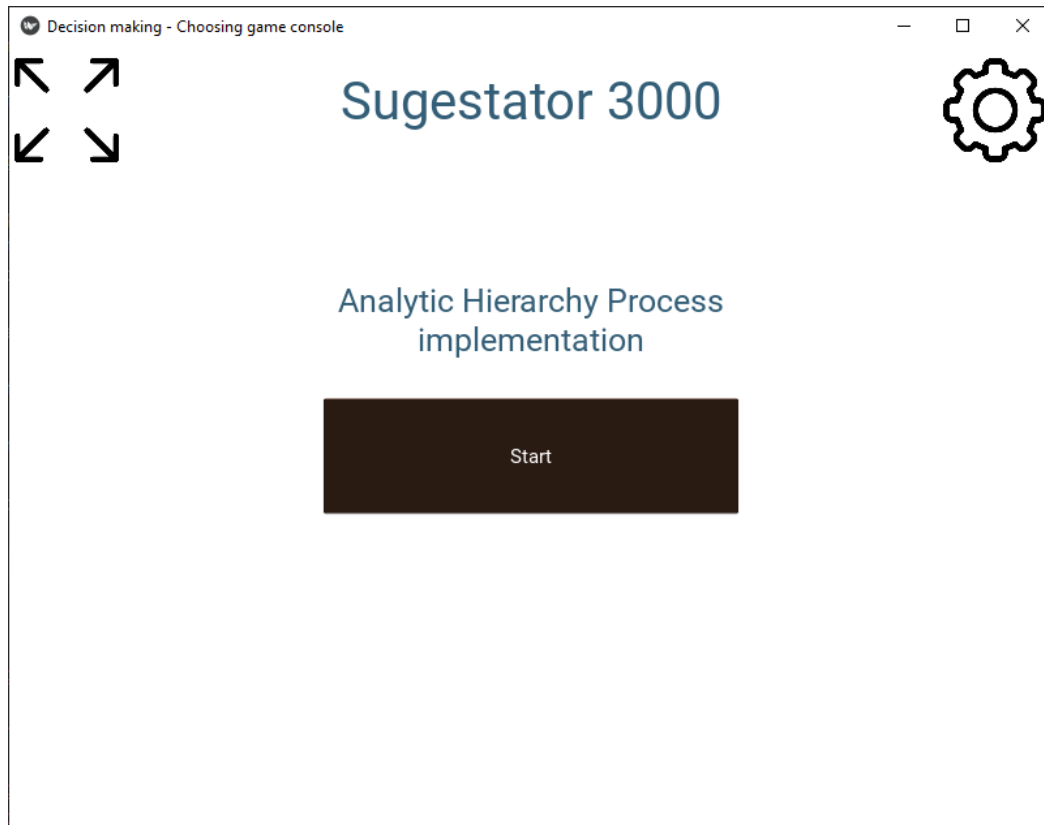 Decision making - Choosing game console
Sugestator 3000
Analytic Hierarchy Process
implementation
Start